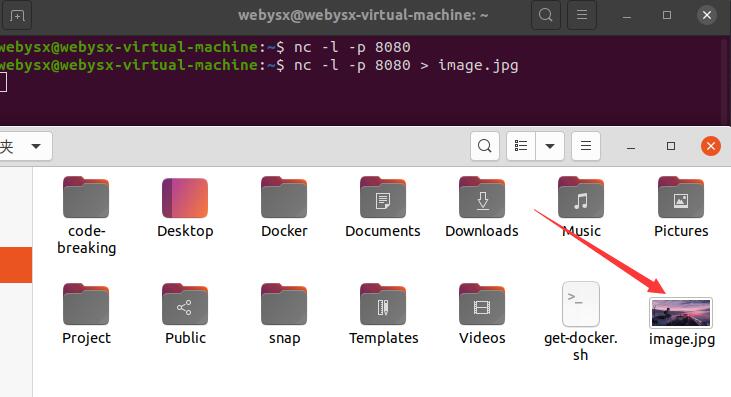 webysx@webysx-virtual-machine: ~
webysx@webysx-virtual-machine:~$ nc -l -p 8080
webysx@webysx-virtual-machine:~$ nc -l -p 8080 > image.jpg
夹
code-
breaking
Desktop
Docker
Documents
Downloads
Music
Pictures
Project
Public
snap
Templates
Videos
>_
get-docker.
sh
image.jpg